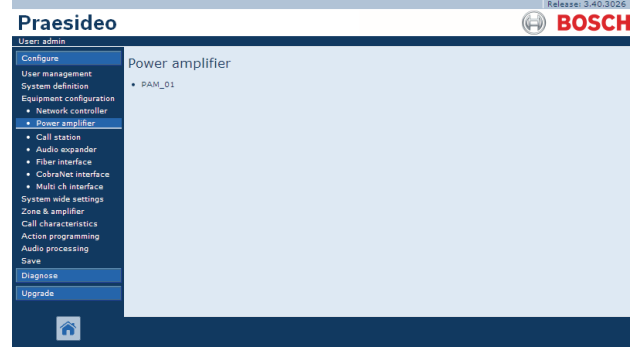 Release: 3.40.3026
Praesideo
BOSCH
User: admin
Configure
User management
System definition
Equipment configuration
• Network controller
• Power amplifier
• Call station
• Audio expander
• Fiber interface
• CobraNet interface
• Multi ch interface
System wide settings
Zone & amplifier
Call characteristics
Action programming
Audio processing
Save
Diagnose
Upgrade
Power amplifier
• PAM_01